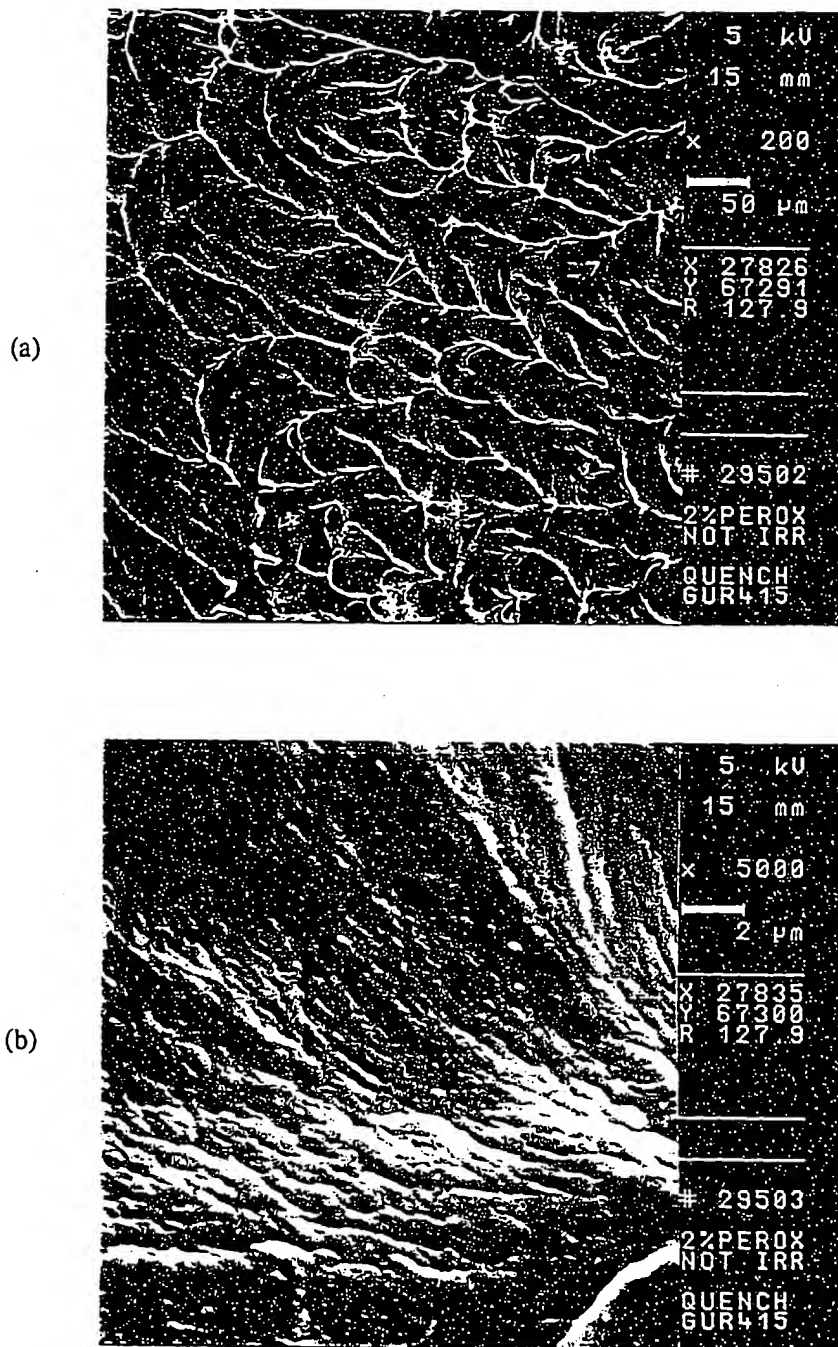 (a)
5 kV
15 mm
x 200
50 µm
X 27826
Y 67291
R 127.9
# 29502
2%PEROX
NOT IRR
QUENCH
GUR415
(b)
5 kV
15 mm
x 5000
2 µm
X 27835
Y 67300
R 127.9
# 29503
2%PEROX
NOT IRR
QUENCH
GUR415